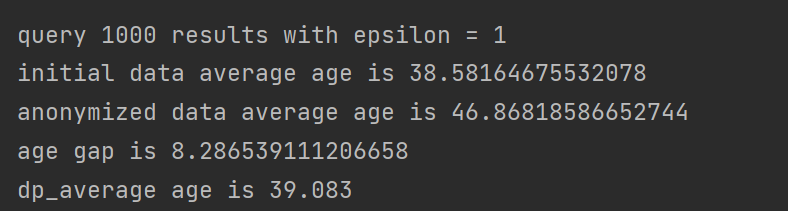 query 1000 results with epsilon = 1
initial data average age is 38.58164675532078
anonymized data average age is 46.86818586652744
age gap is 8.286539111206658
dp_average age is 39.083